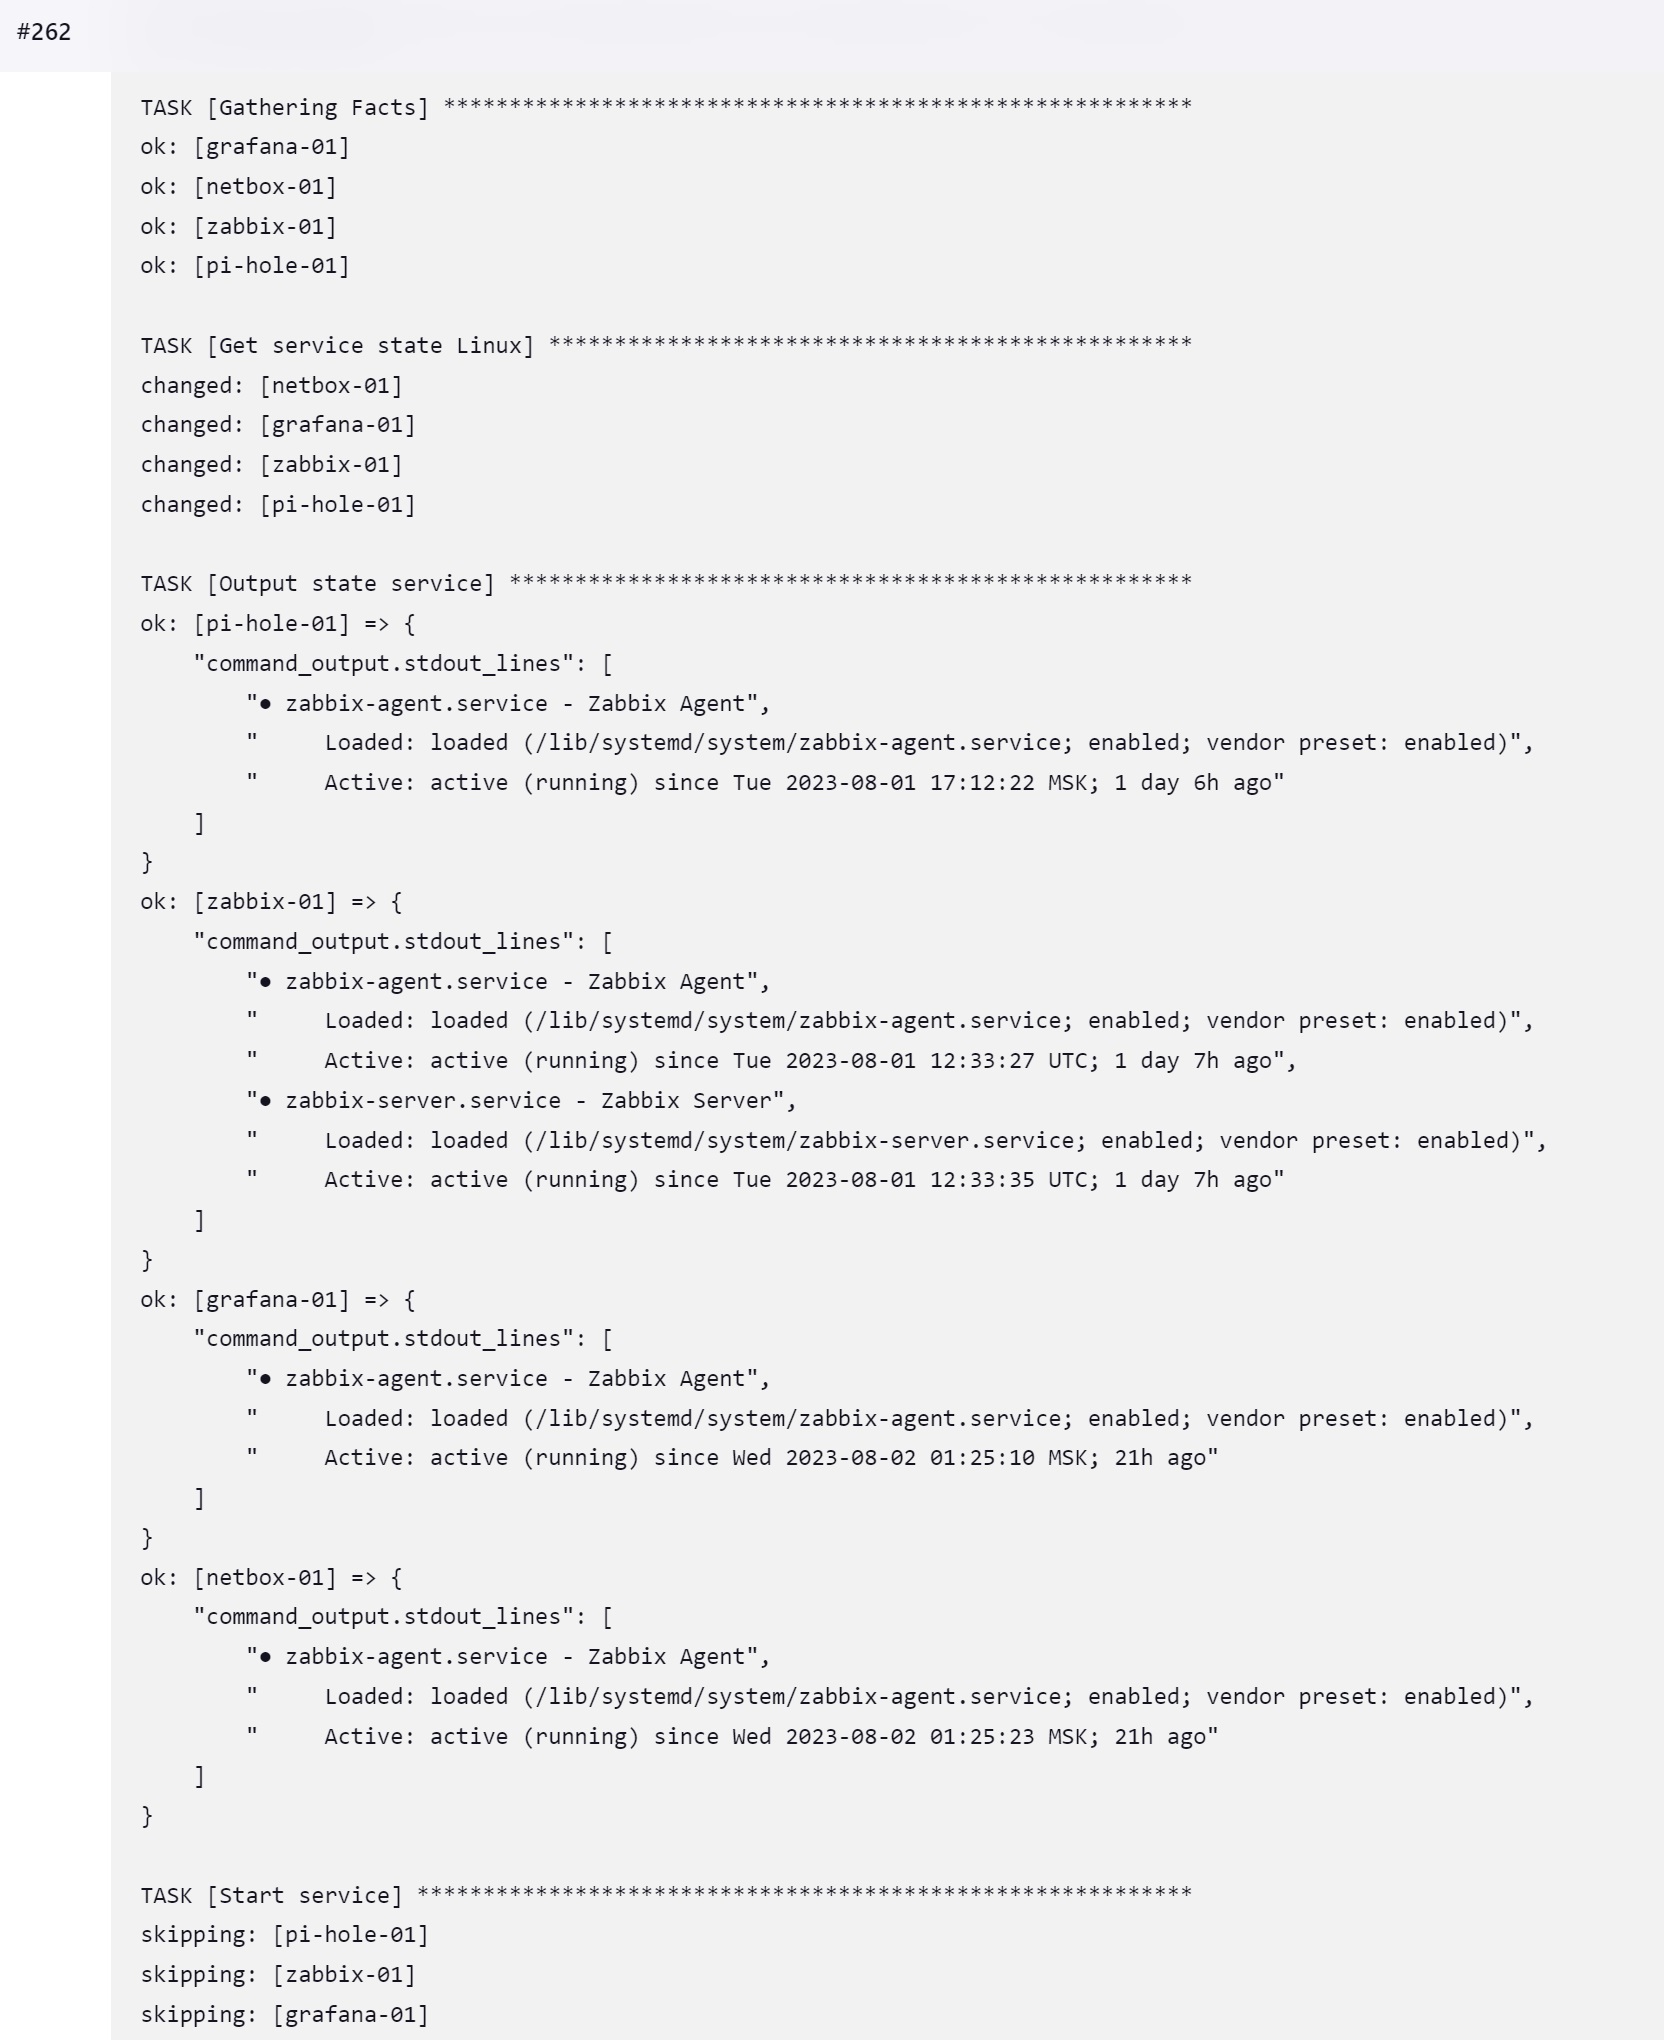 #262
TASK [Gathering Facts] *********************************************************
ok: [grafana-01]
ok: [netbox-01]
ok: [zabbix-01]
ok: [pi-hole-01]
TASK [Get service state Linux] *************************************************
changed: [netbox-01]
changed: [grafana-01]
changed: [zabbix-01]
changed: [pi-hole-01]
TASK [Output state service] ****************************************************
ok: [pi-hole-01] => {
    "command_output.stdout_lines": [
        "● zabbix-agent.service - Zabbix Agent",
        "     Loaded: loaded (/lib/systemd/system/zabbix-agent.service; enabled; vendor preset: enabled)",
        "     Active: active (running) since Tue 2023-08-01 17:12:22 MSK; 1 day 6h ago"
    ]
}
ok: [zabbix-01] => {
    "command_output.stdout_lines": [
        "● zabbix-agent.service - Zabbix Agent",
        "     Loaded: loaded (/lib/systemd/system/zabbix-agent.service; enabled; vendor preset: enabled)",
        "     Active: active (running) since Tue 2023-08-01 12:33:27 UTC; 1 day 7h ago",
        "● zabbix-server.service - Zabbix Server",
        "     Loaded: loaded (/lib/systemd/system/zabbix-server.service; enabled; vendor preset: enabled)",
        "     Active: active (running) since Tue 2023-08-01 12:33:35 UTC; 1 day 7h ago"
    ]
}
ok: [grafana-01] => {
    "command_output.stdout_lines": [
        "● zabbix-agent.service - Zabbix Agent",
        "     Loaded: loaded (/lib/systemd/system/zabbix-agent.service; enabled; vendor preset: enabled)",
        "     Active: active (running) since Wed 2023-08-02 01:25:10 MSK; 21h ago"
    ]
}
ok: [netbox-01] => {
    "command_output.stdout_lines": [
        "● zabbix-agent.service - Zabbix Agent",
        "     Loaded: loaded (/lib/systemd/system/zabbix-agent.service; enabled; vendor preset: enabled)",
        "     Active: active (running) since Wed 2023-08-02 01:25:23 MSK; 21h ago"
    ]
}
TASK [Start service] ***********************************************************
skipping: [pi-hole-01]
skipping: [zabbix-01]
skipping: [grafana-01]